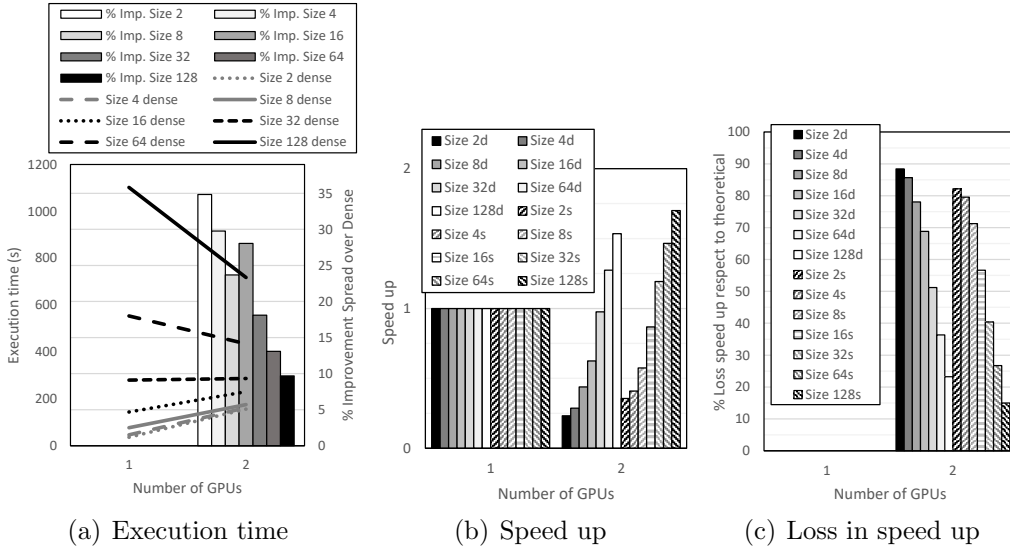 % Imp. Size 2
% Imp. Size 4
% Imp. Size 8
% Imp. Size 16
% Imp. Size 32
% Imp. Size 64
% Imp. Size 128
Size 2 dense
Size 4 dense
Size 8 dense
Size 16 dense
Size 32 dense
Size 64 dense
Size 128 dense
Execution time (s)
1200
1000
800
600
400
200
0
35
30
25
20
15
10
5
0
% Improvement Spread over Dense
1
2
Number of GPUs
(a) Execution time
Size 2d
Size 4d
Size 8d
Size 16d
Size 32d
Size 64d
Size 128d
Size 2s
Size 4s
Size 8s
Size 16s
Size 32s
Size 64s
Size 128s
Speed up
2
1
0
1
2
Number of GPUs
(b) Speed up
% Loss speed up respect to theoretical
100
90
80
70
60
50
40
30
20
10
0
Size 2d
Size 4d
Size 8d
Size 16d
Size 32d
Size 64d
Size 128d
Size 2s
Size 4s
Size 8s
Size 16s
Size 32s
Size 64s
Size 128s
1
2
Number of GPUs
(c) Loss in speed up